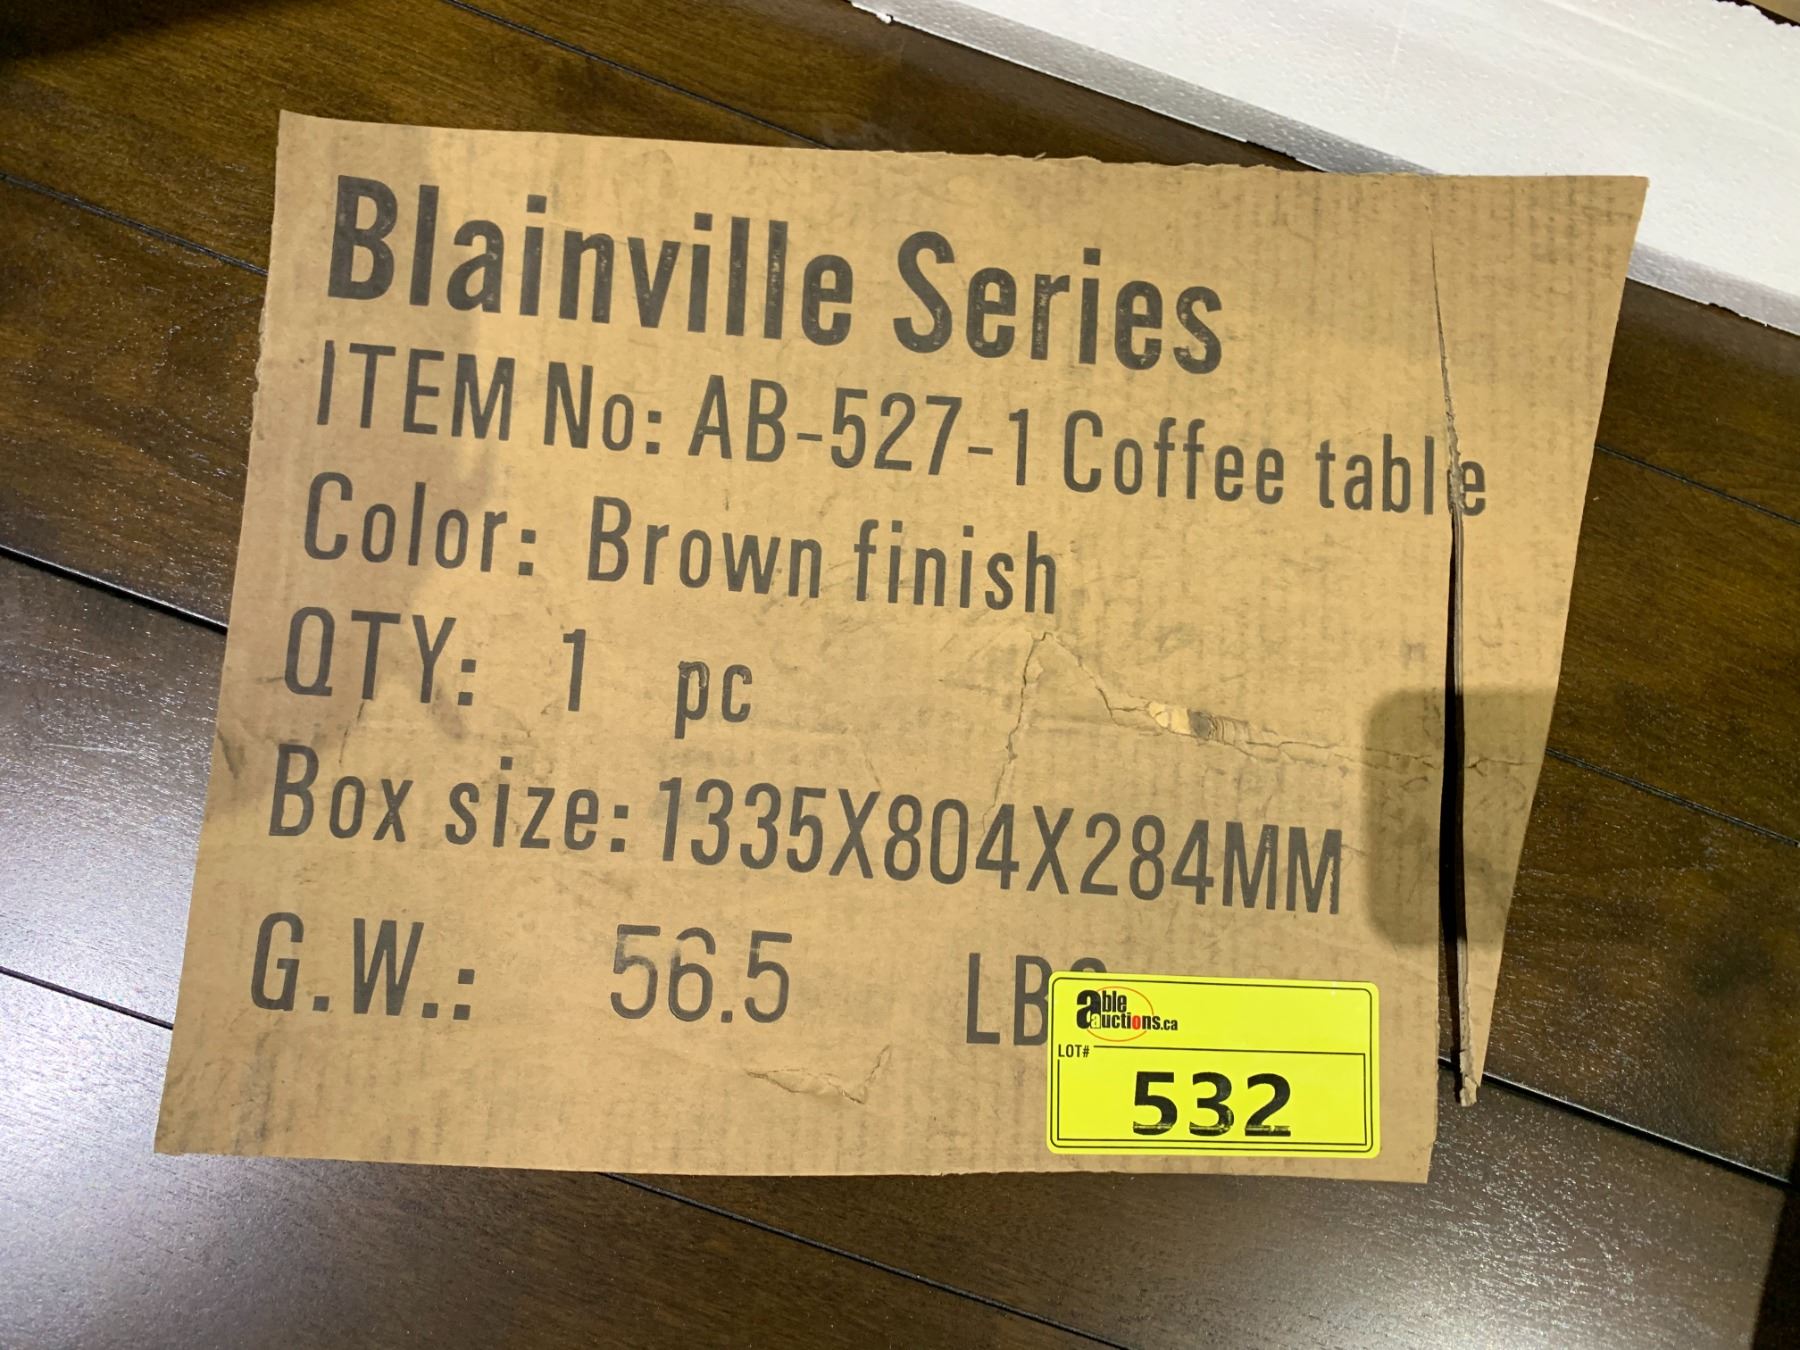 Blainville Series
ITEM No: AB-527-1 Coffee table
Color: Brown finish
QTY: 1 pc
Box size: 1335X804X284MM
G.W.: 56.5
able auctions.ca
LOT#
532